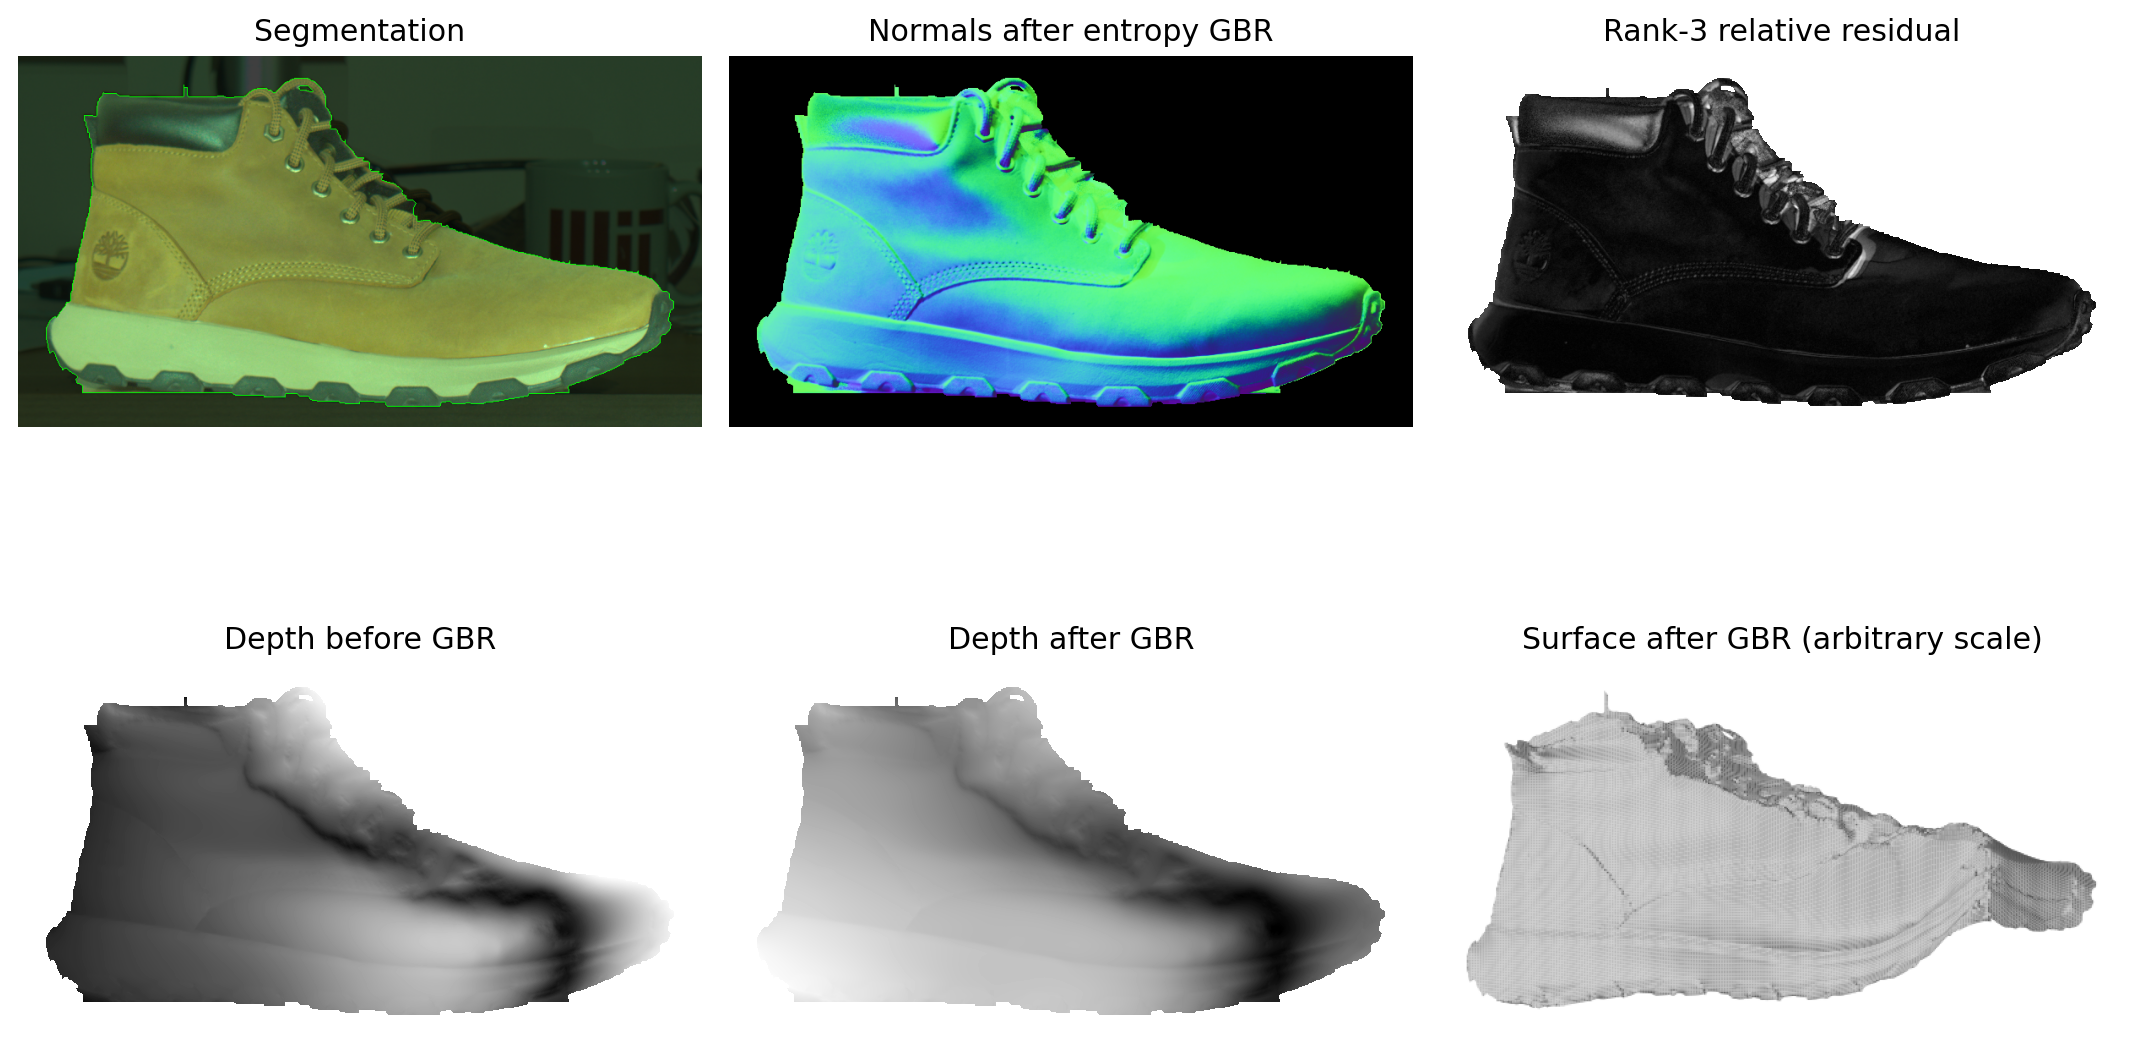 Segmentation
Normals after entropy GBR
Rank-3 relative residual
Depth before GBR
Depth after GBR
Surface after GBR (arbitrary scale)